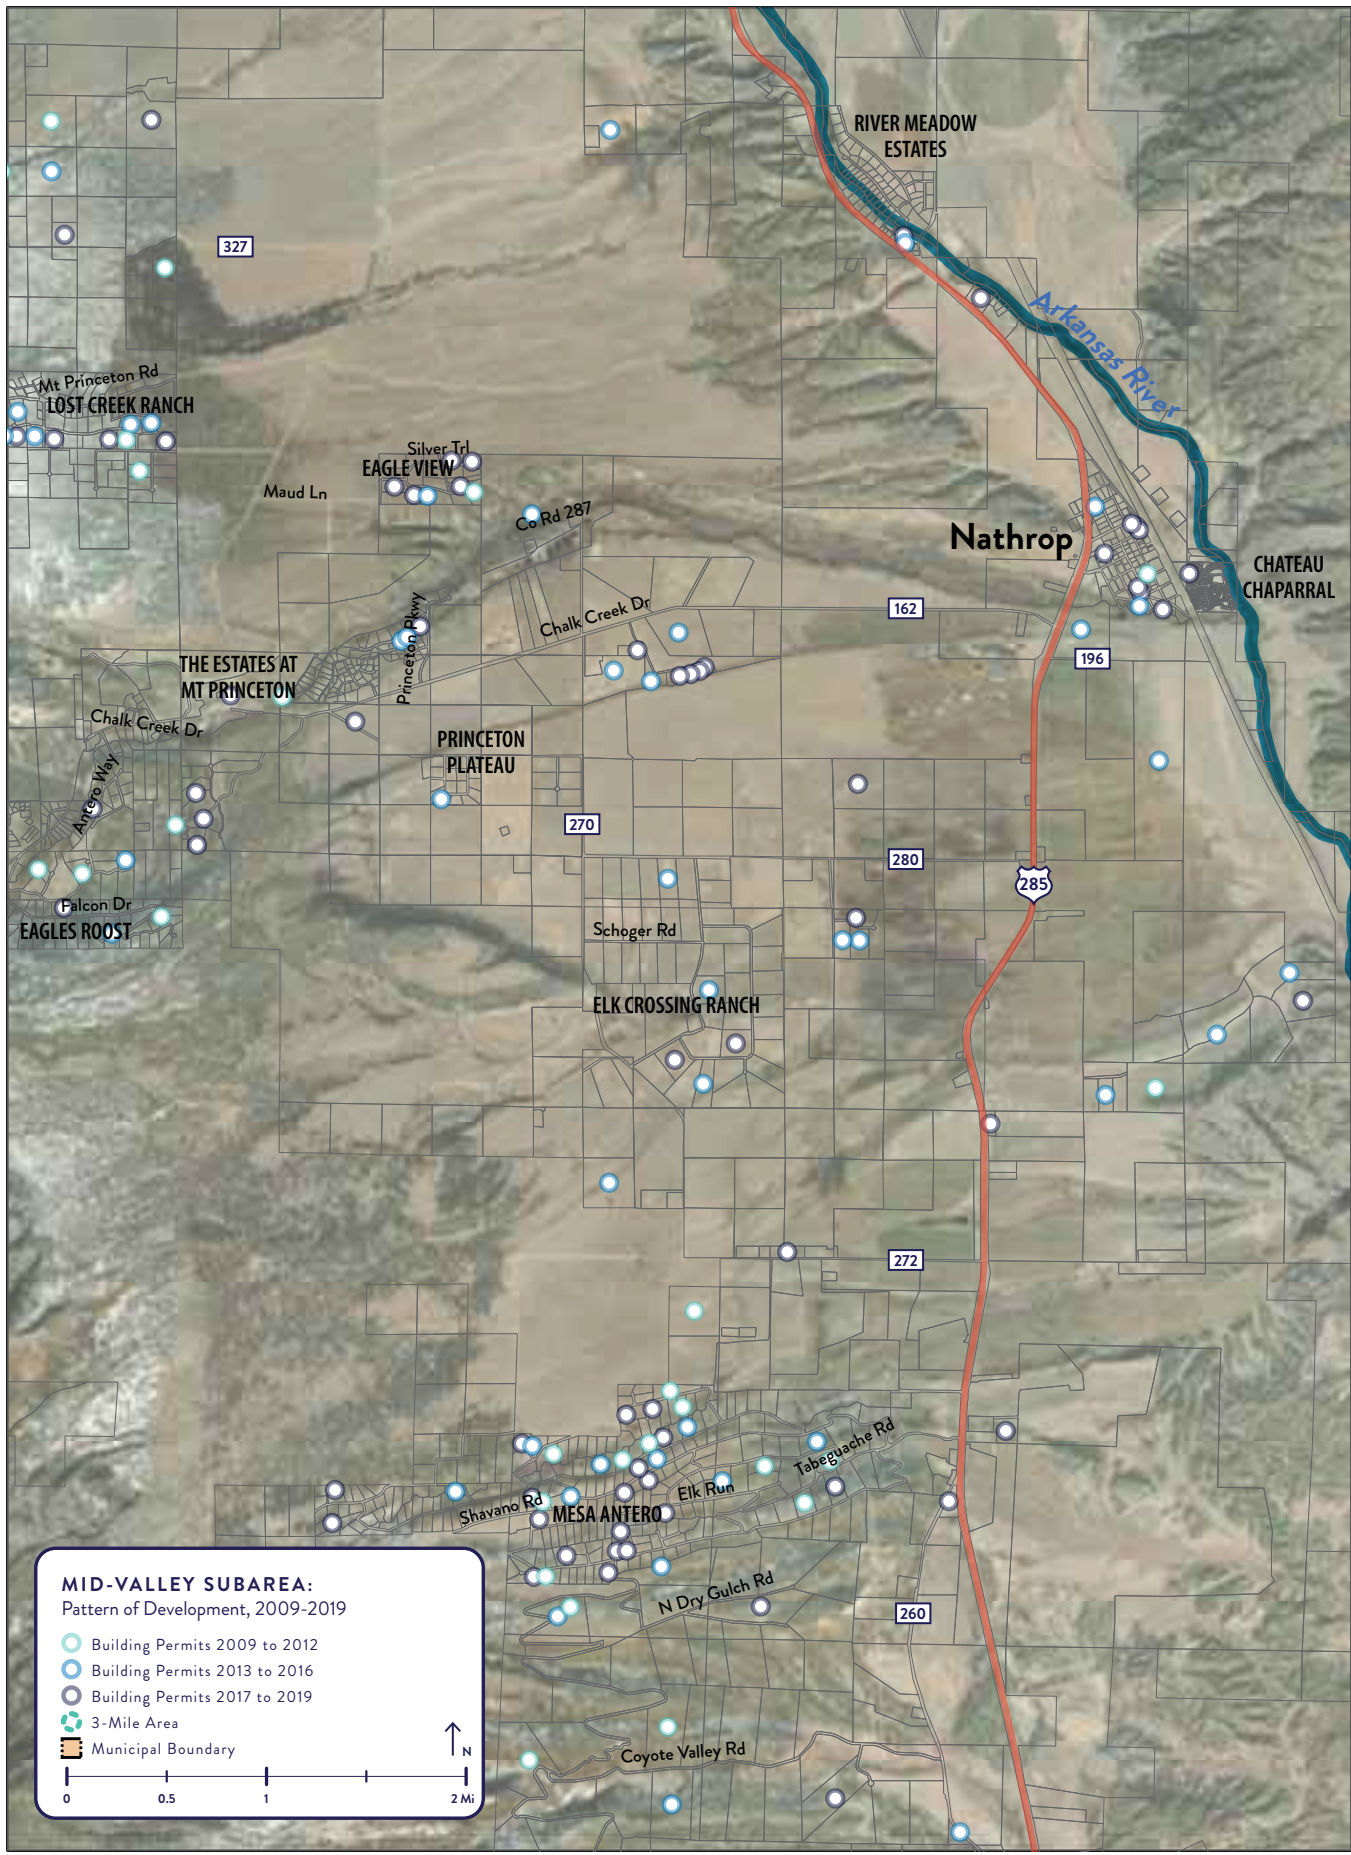 RIVER MEADOW
ESTATES
327
Arkansas River
Mt Princeton Rd
LOST CREEK RANCH
Silver Trl
EAGLE VIEW
Maud Ln
Co Rd 287
Nathrop
CHATEAU
CHAPARRAL
Princeton Pkwy
Chalk Creek Dr
162
196
THE ESTATES AT
MT PRINCETON
Chalk Creek Dr
PRINCETON
PLATEAU
Antero Way
270
280
285
Falcon Dr
EAGLES ROOST
Schoger Rd
ELK CROSSING RANCH
272
Tabeguache Rd
Elk Run
Shavano Rd
MESA ANTERO
N Dry Gulch Rd
260
Coyote Valley Rd
MID-VALLEY SUBAREA:
Pattern of Development, 2009-2019
Building Permits 2009 to 2012
Building Permits 2013 to 2016
Building Permits 2017 to 2019
3-Mile Area
Municipal Boundary
N
0 0.5 1 2 Mi